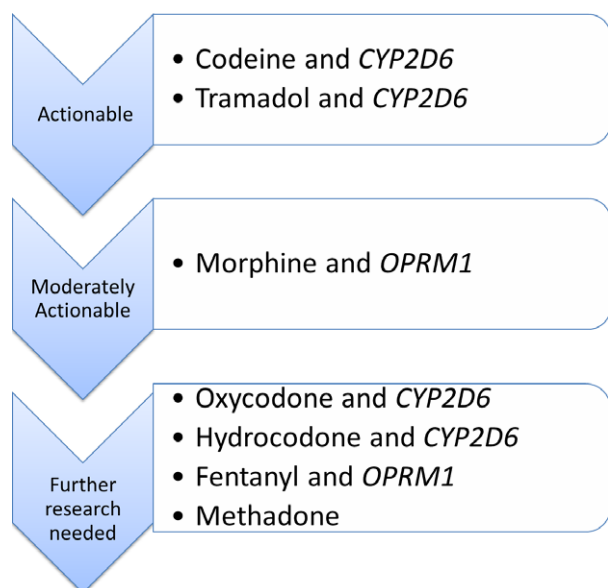 Actionable
• Codeine and CYP2D6
• Tramadol and CYP2D6
Moderately
Actionable
• Morphine and OPRM1
Further
research
needed
• Oxycodone and CYP2D6
• Hydrocodone and CYP2D6
• Fentanyl and OPRM1
• Methadone